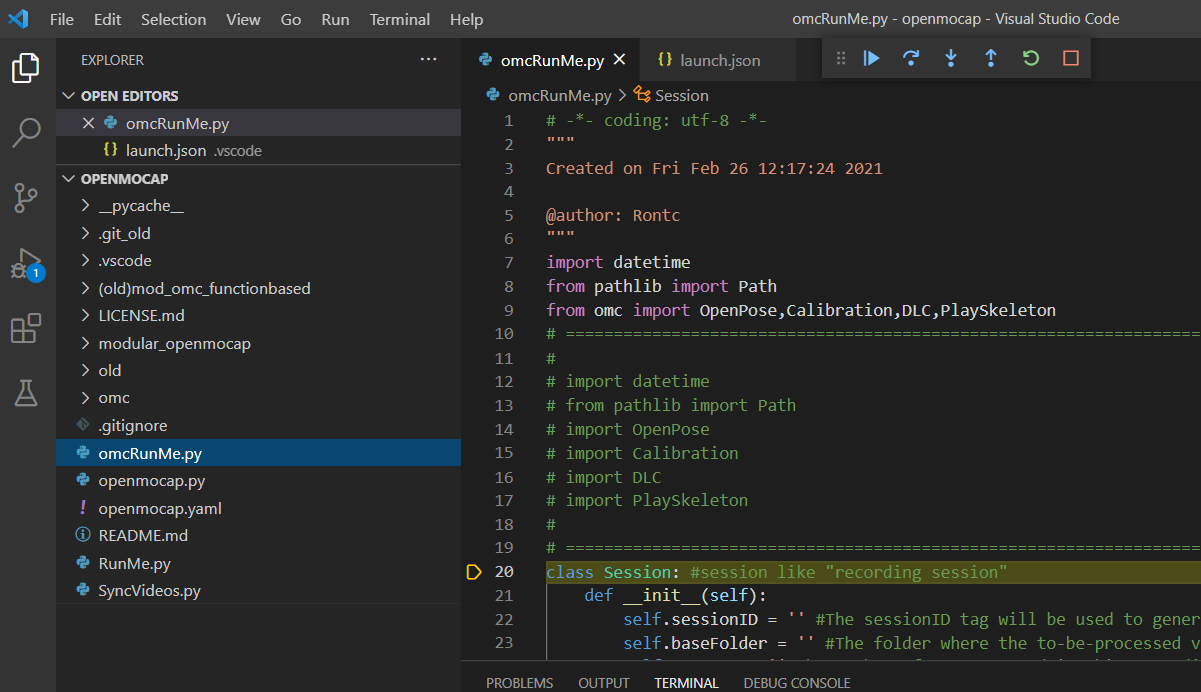 File Edit Selection View Go Run Terminal Help
omcRunMe.py - openmocap - Visual Studio Code
EXPLORER
OPEN EDITORS
omcRunMe.py
launch.json .vscode
OPENMOCAP
__pycache__
.git_old
.vscode
(old)mod_omc_functionbased
LICENSE.md
modular_openmocap
old
omc
.gitignore
omcRunMe.py
openmocap.py
openmocap.yaml
README.md
RunMe.py
SyncVideos.py
1
omcRunMe.py
launch.json
omcRunMe.py > Session
1 # -*- coding: utf-8 -*-
2 """
3 Created on Fri Feb 26 12:17:24 2021
4
5 @author: Rontc
6 """
7 import datetime
8 from pathlib import Path
9 from omc import OpenPose,Calibration,DLC,PlaySkeleton
10 # ==================================================================
11 #
12 # import datetime
13 # from pathlib import Path
14 # import OpenPose
15 # import Calibration
16 # import DLC
17 # import PlaySkeleton
18 #
19 # ==================================================================
20 class Session: #session like "recording session"
21 def __init__(self):
22 self.sessionID = '' #The sessionID tag will be used to gener
23 self.baseFolder = '' #The folder where the to-be-processed v
PROBLEMS OUTPUT TERMINAL DEBUG CONSOLE